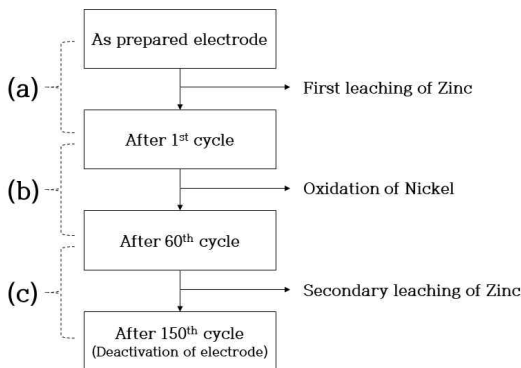 As prepared electrode
(a)
First leaching of Zinc
After 1st cycle
(b)
Oxidation of Nickel
After 60th cycle
(c)
Secondary leaching of Zinc
After 150th cycle
(Deactivation of electrode)